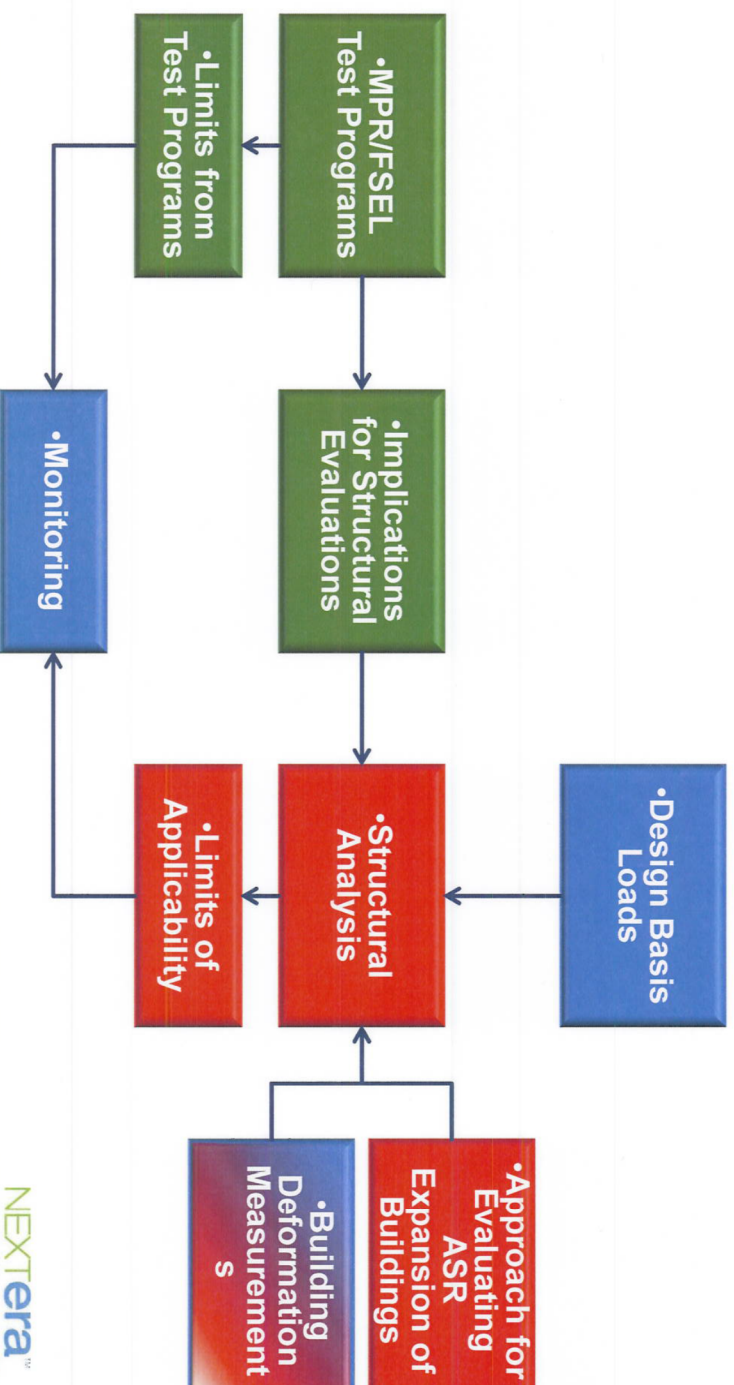 •Design Basis
Loads
•MPR/FSEL
Test Programs
•Implications
for Structural
Evaluations
•Structural
Analysis
•Approach for
Evaluating
ASR
Expansion of
Buildings
•Building
Deformation
Measurement
s
•Limits from
Test Programs
•Limits of
Applicability
•Monitoring
NEXTera™